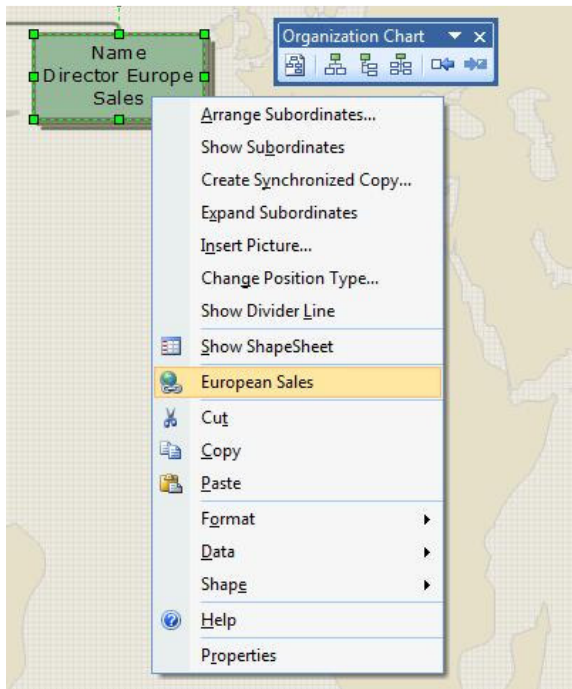 Name
Director Europe
Sales
Organization Chart
Arrange Subordinates...
Show Subordinates
Create Synchronized Copy...
Expand Subordinates
Insert Picture...
Change Position Type...
Show Divider Line
Show ShapeSheet
European Sales
Cut
Copy
Paste
Format
Data
Shape
Help
Properties